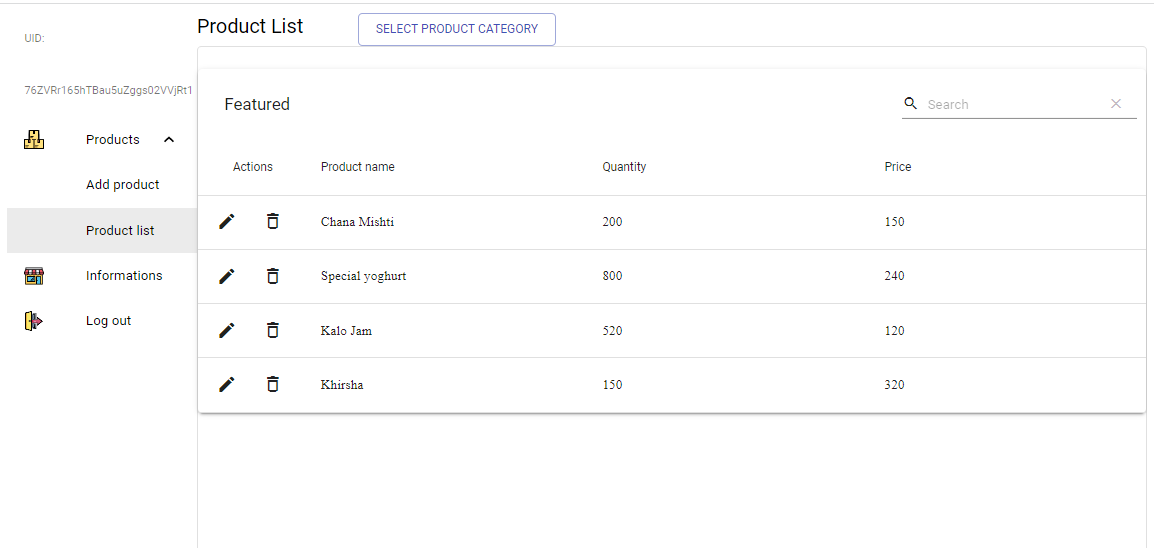 UID:
76ZVRr165hTBau5uZggs02VVjRt1
Products
Add product
Product list
Informations
Log out
Product List
SELECT PRODUCT CATEGORY
Featured
Search
Actions Product name Quantity Price
Chana Mishti 200 150
Special yoghurt 800 240
Kalo Jam 520 120
Khirsha 150 320